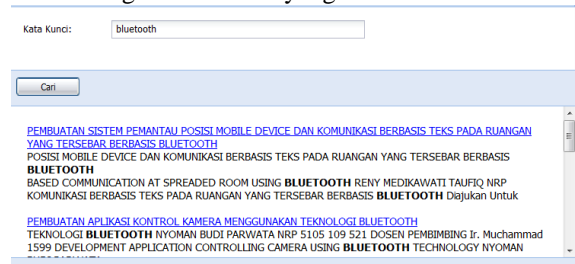 Kata Kunci: bluetooth
Cari
PEMBUATAN SISTEM PEMANTAU POSISI MOBILE DEVICE DAN KOMUNIKASI BERBASIS TEKS PADA RUANGAN
YANG TERSEBAR BERBASIS BLUETOOTH
POSISI MOBILE DEVICE DAN KOMUNIKASI BERBASIS TEKS PADA RUANGAN YANG TERSEBAR BERBASIS
BLUETOOTH
BASED COMMUNICATION AT SPREADED ROOM USING BLUETOOTH RENY MEDIKAWATI TAUFIQ NRP
KOMUNIKASI BERBASIS TEKS PADA RUANGAN YANG TERSEBAR BERBASIS BLUETOOTH Diajukan Untuk
PEMBUATAN APLIKASI KONTROL KAMERA MENGGUNAKAN TEKNOLOGI BLUETOOTH
TEKNOLOGI BLUETOOTH NYOMAN BUDI PARWATA NRP 5105 109 521 DOSEN PEMBIMBING Ir. Muchammad
1599 DEVELOPMENT APPLICATION CONTROLLING CAMERA USING BLUETOOTH TECHNOLOGY NYOMAN